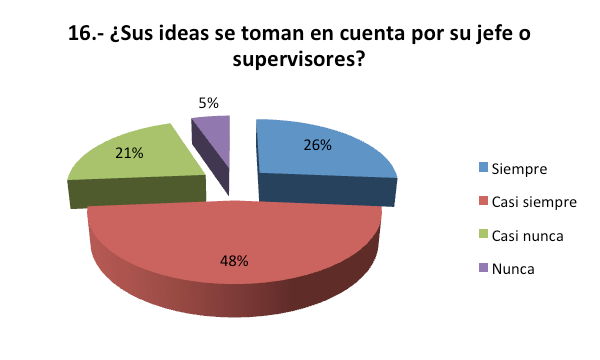 16.- ¿Sus ideas se toman en cuenta por su jefe o
supervisores?
5%
26%
21%
48%
Siempre
Casi siempre
Casi nunca
Nunca